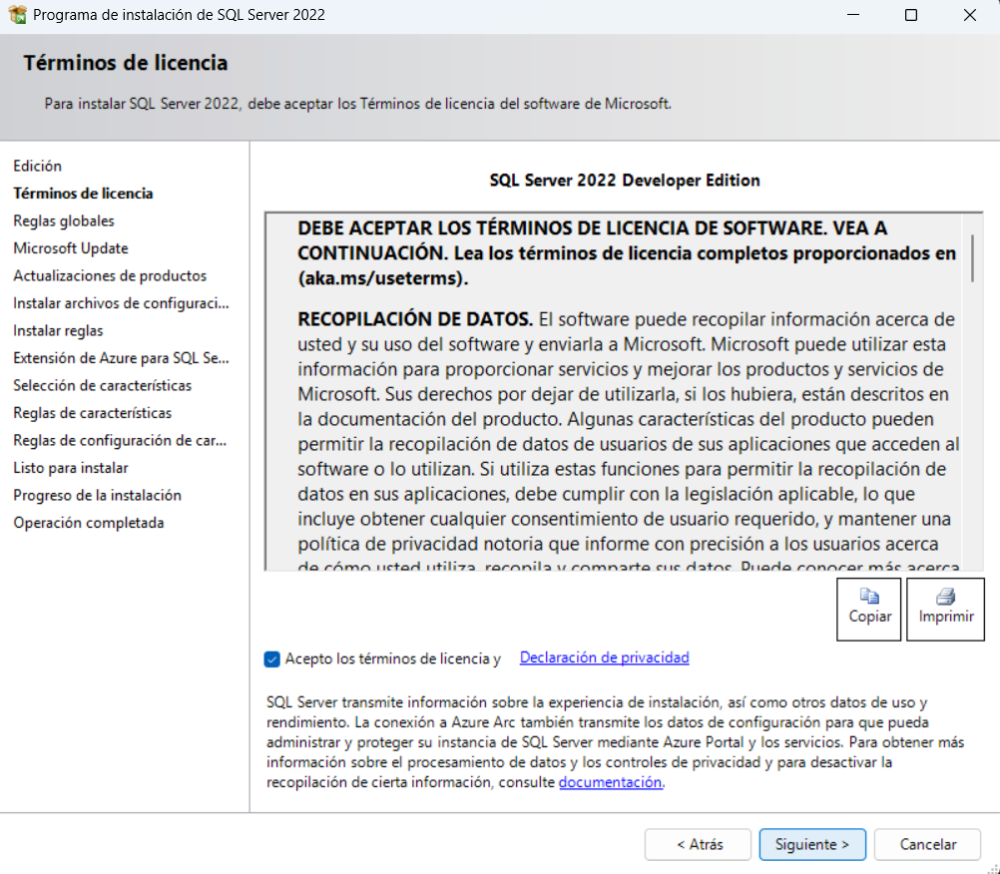 Programa de instalación de SQL Server 2022
Términos de licencia
Para instalar SQL Server 2022, debe aceptar los Términos de licencia del software de Microsoft.
Edición
Términos de licencia
Reglas globales
Microsoft Update
Actualizaciones de productos
Instalar archivos de configuraci...
Instalar reglas
Extensión de Azure para SQL Se...
Selección de características
Reglas de características
Reglas de configuración de car...
Listo para instalar
Progreso de la instalación
Operación completada
SQL Server 2022 Developer Edition
DEBE ACEPTAR LOS TÉRMINOS DE LICENCIA DE SOFTWARE. VEA A
CONTINUACIÓN. Lea los términos de licencia completos proporcionados en
(aka.ms/useterms).
RECOPILACIÓN DE DATOS. El software puede recopilar información acerca de
usted y su uso del software y enviarla a Microsoft. Microsoft puede utilizar esta
información para proporcionar servicios y mejorar los productos y servicios de
Microsoft. Sus derechos por dejar de utilizarla, si los hubiera, están descritos en
la documentación del producto. Algunas características del producto pueden
permitir la recopilación de datos de usuarios de sus aplicaciones que acceden al
software o lo utilizan. Si utiliza estas funciones para permitir la recopilación de
datos en sus aplicaciones, debe cumplir con la legislación aplicable, lo que
incluye obtener cualquier consentimiento de usuario requerido, y mantener una
política de privacidad notoria que informe con precisión a los usuarios acerca
de cómo usted utiliza, recopila y comparte sus datos. Puede conocer más acerca
Copiar
Imprimir
Acepto los términos de licencia y Declaración de privacidad
SQL Server transmite información sobre la experiencia de instalación, así como otros datos de uso y
rendimiento. La conexión a Azure Arc también transmite los datos de configuración para que pueda
administrar y proteger su instancia de SQL Server mediante Azure Portal y los servicios. Para obtener más
información sobre el procesamiento de datos y los controles de privacidad y para desactivar la
recopilación de cierta información, consulte documentación.
< Atrás
Siguiente >
Cancelar